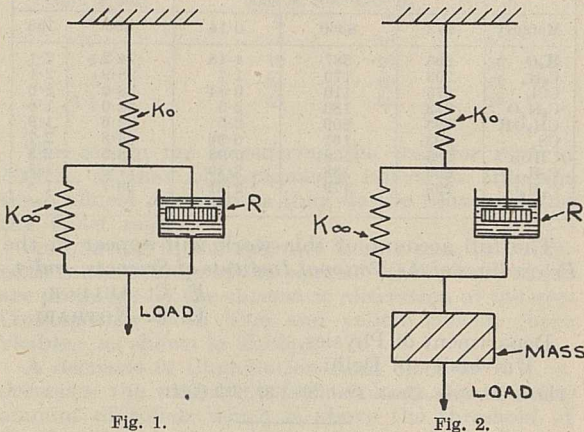 K₀
K∞
R
LOAD
Fig. 1.
K₀
K∞
R
MASS
LOAD
Fig. 2.